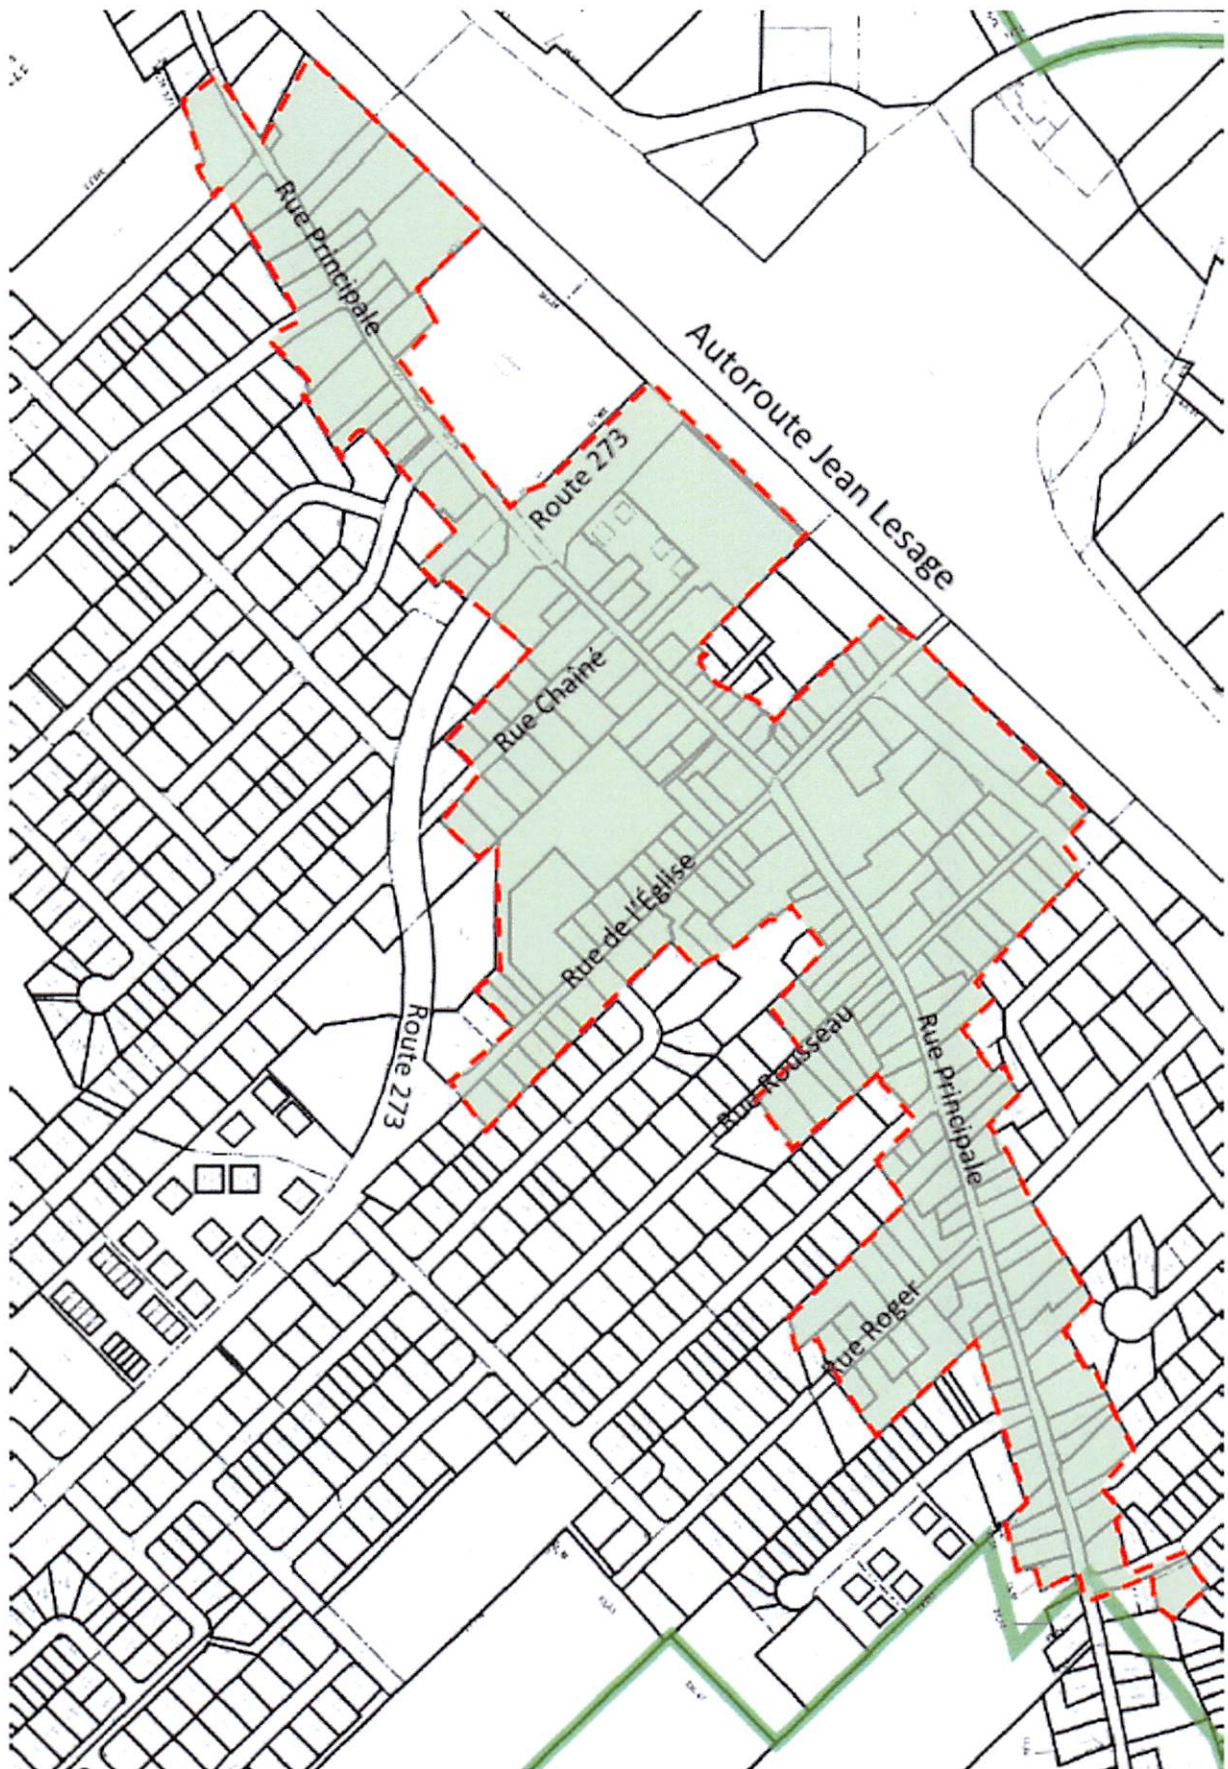 Rue Principale
Autoroute Jean Lesage
Route 273
Rue Chaîné
Rue de l'Église
Route 273
Rue Rousseau
Rue Principale
Rue Roger